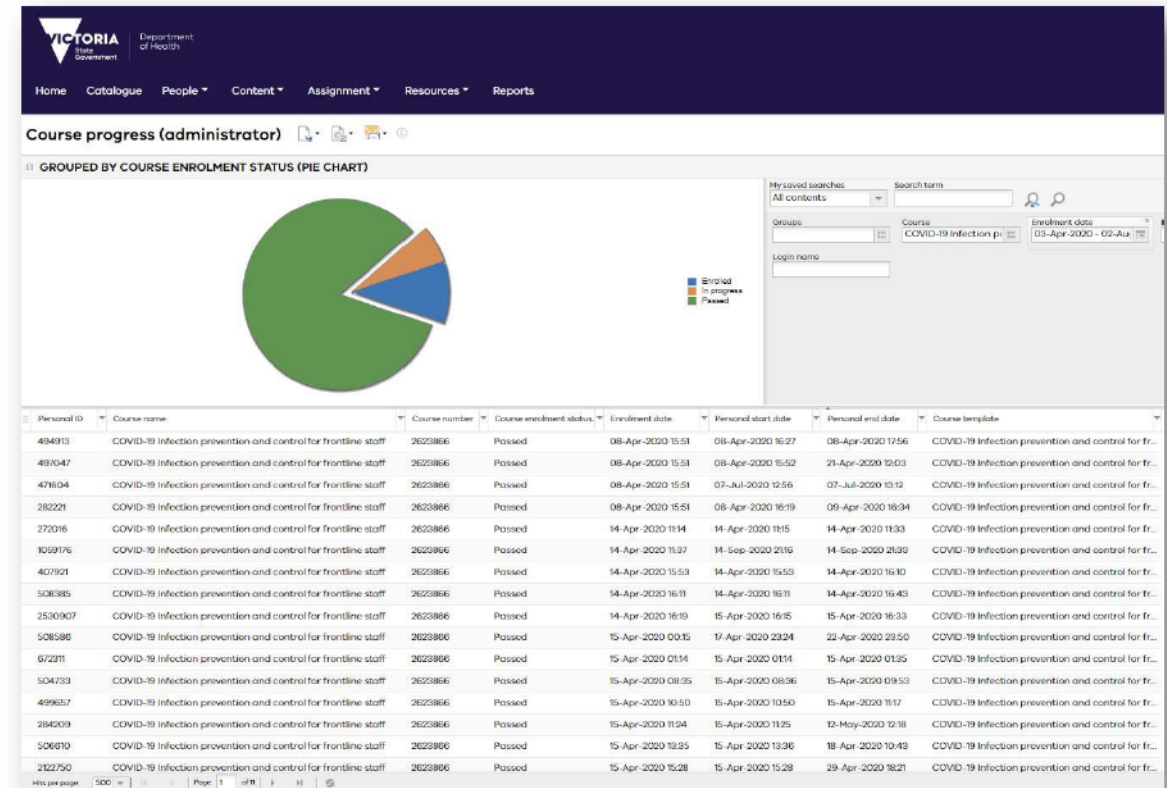 VICTORIA
State
Government
Department
of Health
Home Catalogue People Content Assignment Resources Reports
Course progress (administrator)
GROUPED BY COURSE ENROLMENT STATUS (PIE CHART)
My saved searches Search term
All contents
Groups Course Enrolment date
COVID-19 Infection pr 03-Apr-2020 - 02-Au
Login name
Enrolled
In progress
Passed
Personal ID Course name Course number Course enrolment status Enrolment date Personal start date Personal end date Course template
494913 COVID-19 Infection prevention and control for frontline staff 2623866 Passed 08-Apr-2020 15:51 08-Apr-2020 16:27 08-Apr-2020 17:56 COVID-19 Infection prevention and control for fr...
497047 COVID-19 Infection prevention and control for frontline staff 2623866 Passed 08-Apr-2020 15:51 08-Apr-2020 15:52 21-Apr-2020 12:03 COVID-19 Infection prevention and control for fr...
471604 COVID-19 Infection prevention and control for frontline staff 2623866 Passed 08-Apr-2020 15:51 07-Jul-2020 12:56 07-Jul-2020 13:12 COVID-19 Infection prevention and control for fr...
282221 COVID-19 Infection prevention and control for frontline staff 2623866 Passed 08-Apr-2020 15:51 08-Apr-2020 16:19 09-Apr-2020 16:34 COVID-19 Infection prevention and control for fr...
272016 COVID-19 Infection prevention and control for frontline staff 2623866 Passed 14-Apr-2020 11:14 14-Apr-2020 11:15 14-Apr-2020 11:33 COVID-19 Infection prevention and control for fr...
1059176 COVID-19 Infection prevention and control for frontline staff 2623866 Passed 14-Apr-2020 11:37 14-Sep-2020 21:16 14-Sep-2020 21:33 COVID-19 Infection prevention and control for fr...
407921 COVID-19 Infection prevention and control for frontline staff 2623866 Passed 14-Apr-2020 15:53 14-Apr-2020 15:53 14-Apr-2020 16:10 COVID-19 Infection prevention and control for fr...
508385 COVID-19 Infection prevention and control for frontline staff 2623866 Passed 14-Apr-2020 16:11 14-Apr-2020 16:11 14-Apr-2020 16:43 COVID-19 Infection prevention and control for fr...
2530907 COVID-19 Infection prevention and control for frontline staff 2623866 Passed 14-Apr-2020 16:19 15-Apr-2020 16:15 15-Apr-2020 16:33 COVID-19 Infection prevention and control for fr...
508586 COVID-19 Infection prevention and control for frontline staff 2623866 Passed 15-Apr-2020 00:15 17-Apr-2020 23:24 22-Apr-2020 23:50 COVID-19 Infection prevention and control for fr...
672311 COVID-19 Infection prevention and control for frontline staff 2623866 Passed 15-Apr-2020 01:14 15-Apr-2020 01:14 15-Apr-2020 01:35 COVID-19 Infection prevention and control for fr...
504733 COVID-19 Infection prevention and control for frontline staff 2623866 Passed 15-Apr-2020 08:35 15-Apr-2020 08:36 15-Apr-2020 09:53 COVID-19 Infection prevention and control for fr...
499657 COVID-19 Infection prevention and control for frontline staff 2623866 Passed 15-Apr-2020 10:50 15-Apr-2020 10:50 15-Apr-2020 11:17 COVID-19 Infection prevention and control for fr...
284209 COVID-19 Infection prevention and control for frontline staff 2623866 Passed 15-Apr-2020 11:24 15-Apr-2020 11:25 12-May-2020 12:18 COVID-19 Infection prevention and control for fr...
506610 COVID-19 Infection prevention and control for frontline staff 2623866 Passed 15-Apr-2020 13:35 15-Apr-2020 13:36 18-Apr-2020 10:43 COVID-19 Infection prevention and control for fr...
2122750 COVID-19 Infection prevention and control for frontline staff 2623866 Passed 15-Apr-2020 15:28 15-Apr-2020 15:28 29-Apr-2020 18:21 COVID-19 Infection prevention and control for fr...
Hits per page: 500 Page 1 of 11